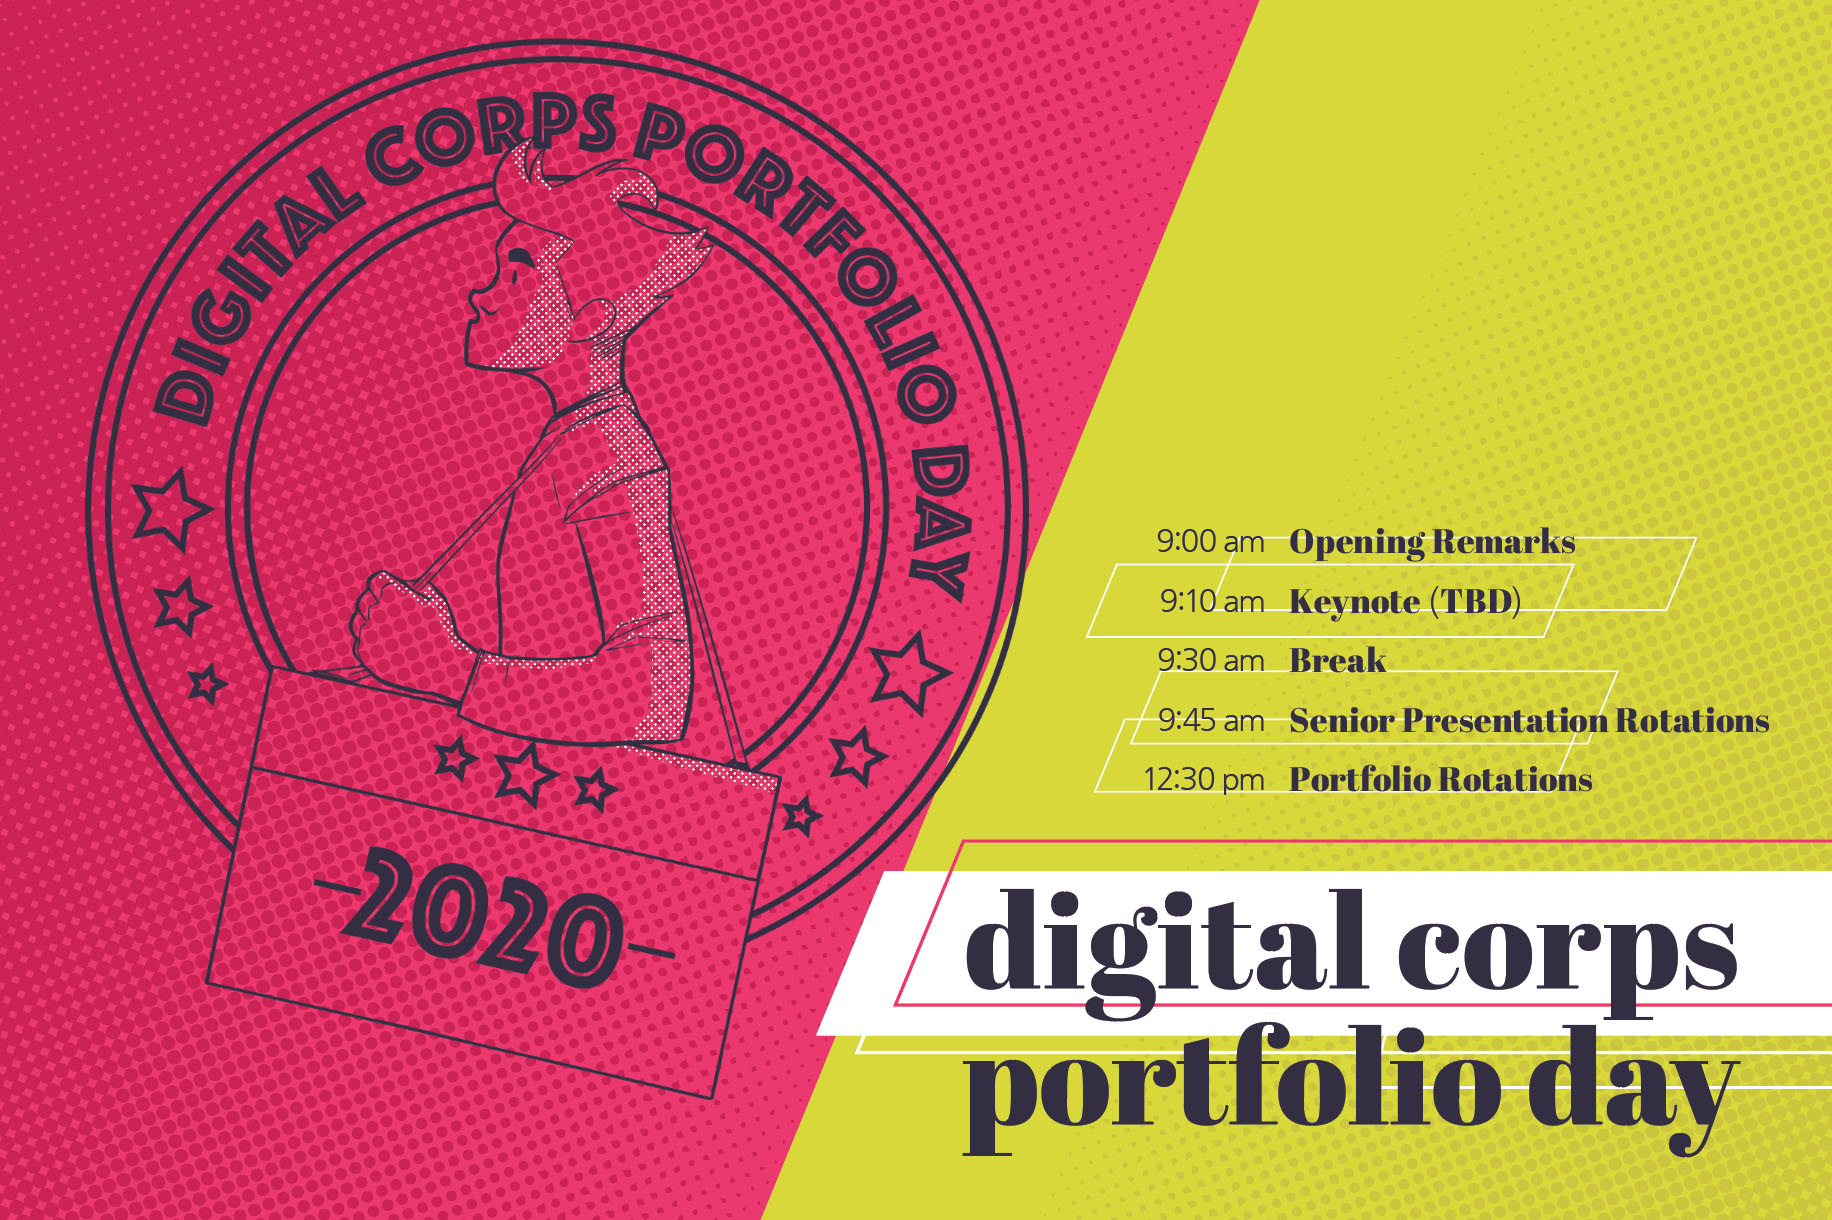 DIGITAL CORPS PORTFOLIO DAY
2020
9:00 am Opening Remarks
9:10 am Keynote (TBD)
9:30 am Break
9:45 am Senior Presentation Rotations
12:30 pm Portfolio Rotations
digital corps
portfolio day